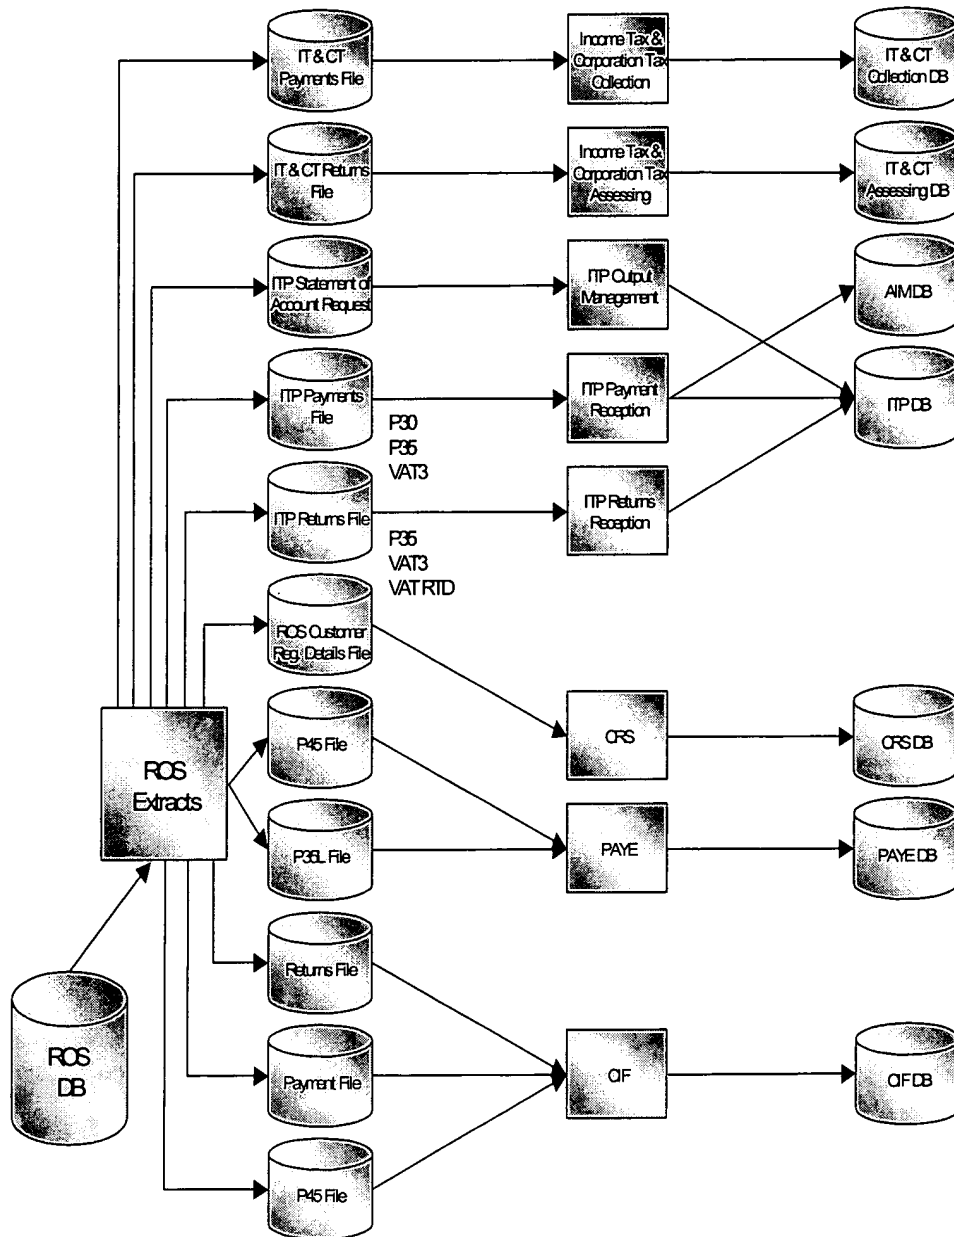 IT & CT
Payments File
Income Tax &
Corporation Tax
Collection
IT & CT
Collection DB
IT & CT Returns
File
Income Tax &
Corporation Tax
Assessing
IT & CT
Assessing DB
ITP Statement of
Account Request
ITP Output
Management
AIM DB
ITP Payments
File
P30
P35
VAT3
ITP Payment
Reception
ITP DB
ITP Returns File
P35
VAT3
VAT RTD
ITP Returns
Reception
ROS Customer
Reg. Details File
ROS
Extracts
P45 File
CRS
CRS DB
P35L File
PAYE
PAYE DB
Returns File
ROS
DB
Payment File
CIF
CIF DB
P45 File